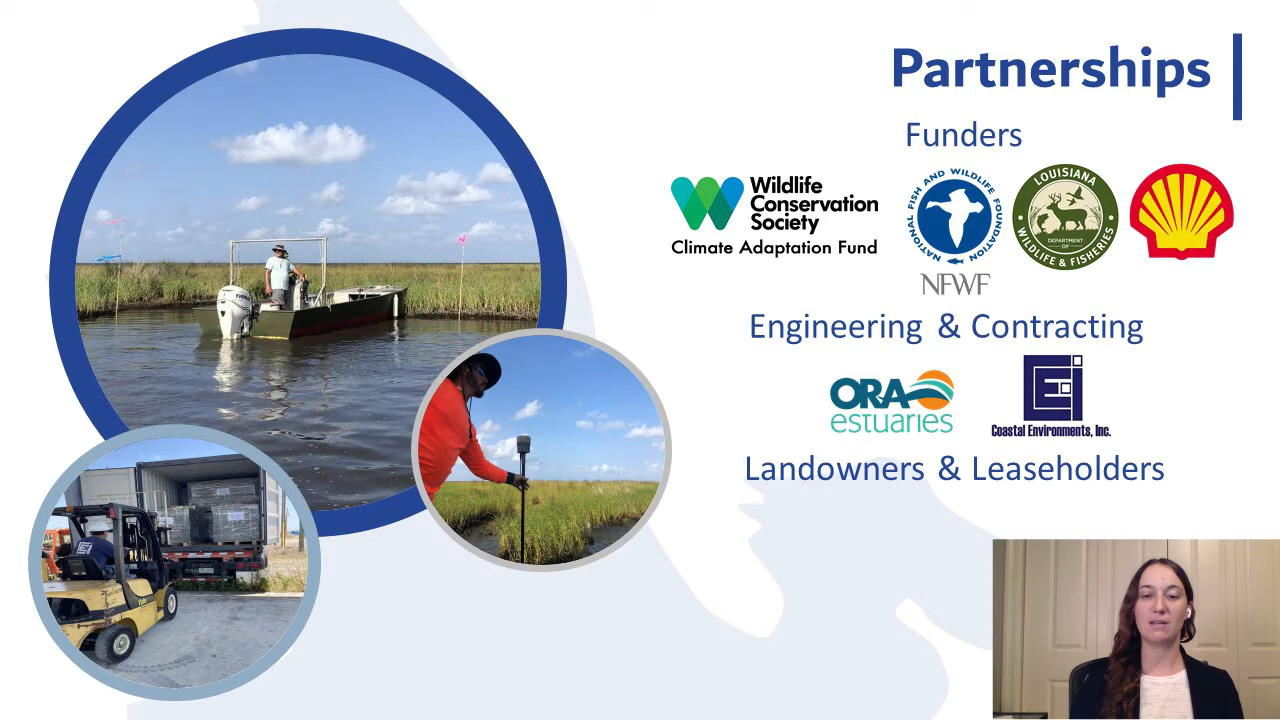 Partnerships
Funders
Wildlife
Conservation
Society
Climate Adaptation Fund
NATIONAL FISH AND WILDLIFE FOUNDATION
NFWF
LOUISIANA
DEPARTMENT
OF
WILDLIFE & FISHERIES
Engineering & Contracting
ORA
estuaries
CEI
Coastal Environments, Inc.
Landowners & Leaseholders